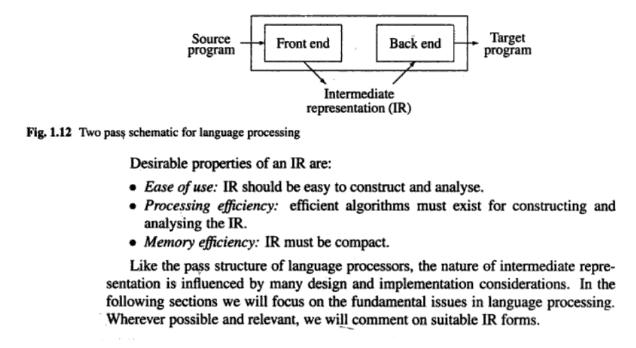 Source
program
Front end
Back end
Target
program
Intermediate
representation (IR)
Fig. 1.12 Two pass schematic for language processing
Desirable properties of an IR are:
• Ease of use: IR should be easy to construct and analyse.
• Processing efficiency: efficient algorithms must exist for constructing and
analysing the IR.
• Memory efficiency: IR must be compact.
Like the pass structure of language processors, the nature of intermediate repre-
sentation is influenced by many design and implementation considerations. In the
following sections we will focus on the fundamental issues in language processing.
Wherever possible and relevant, we will comment on suitable IR forms.